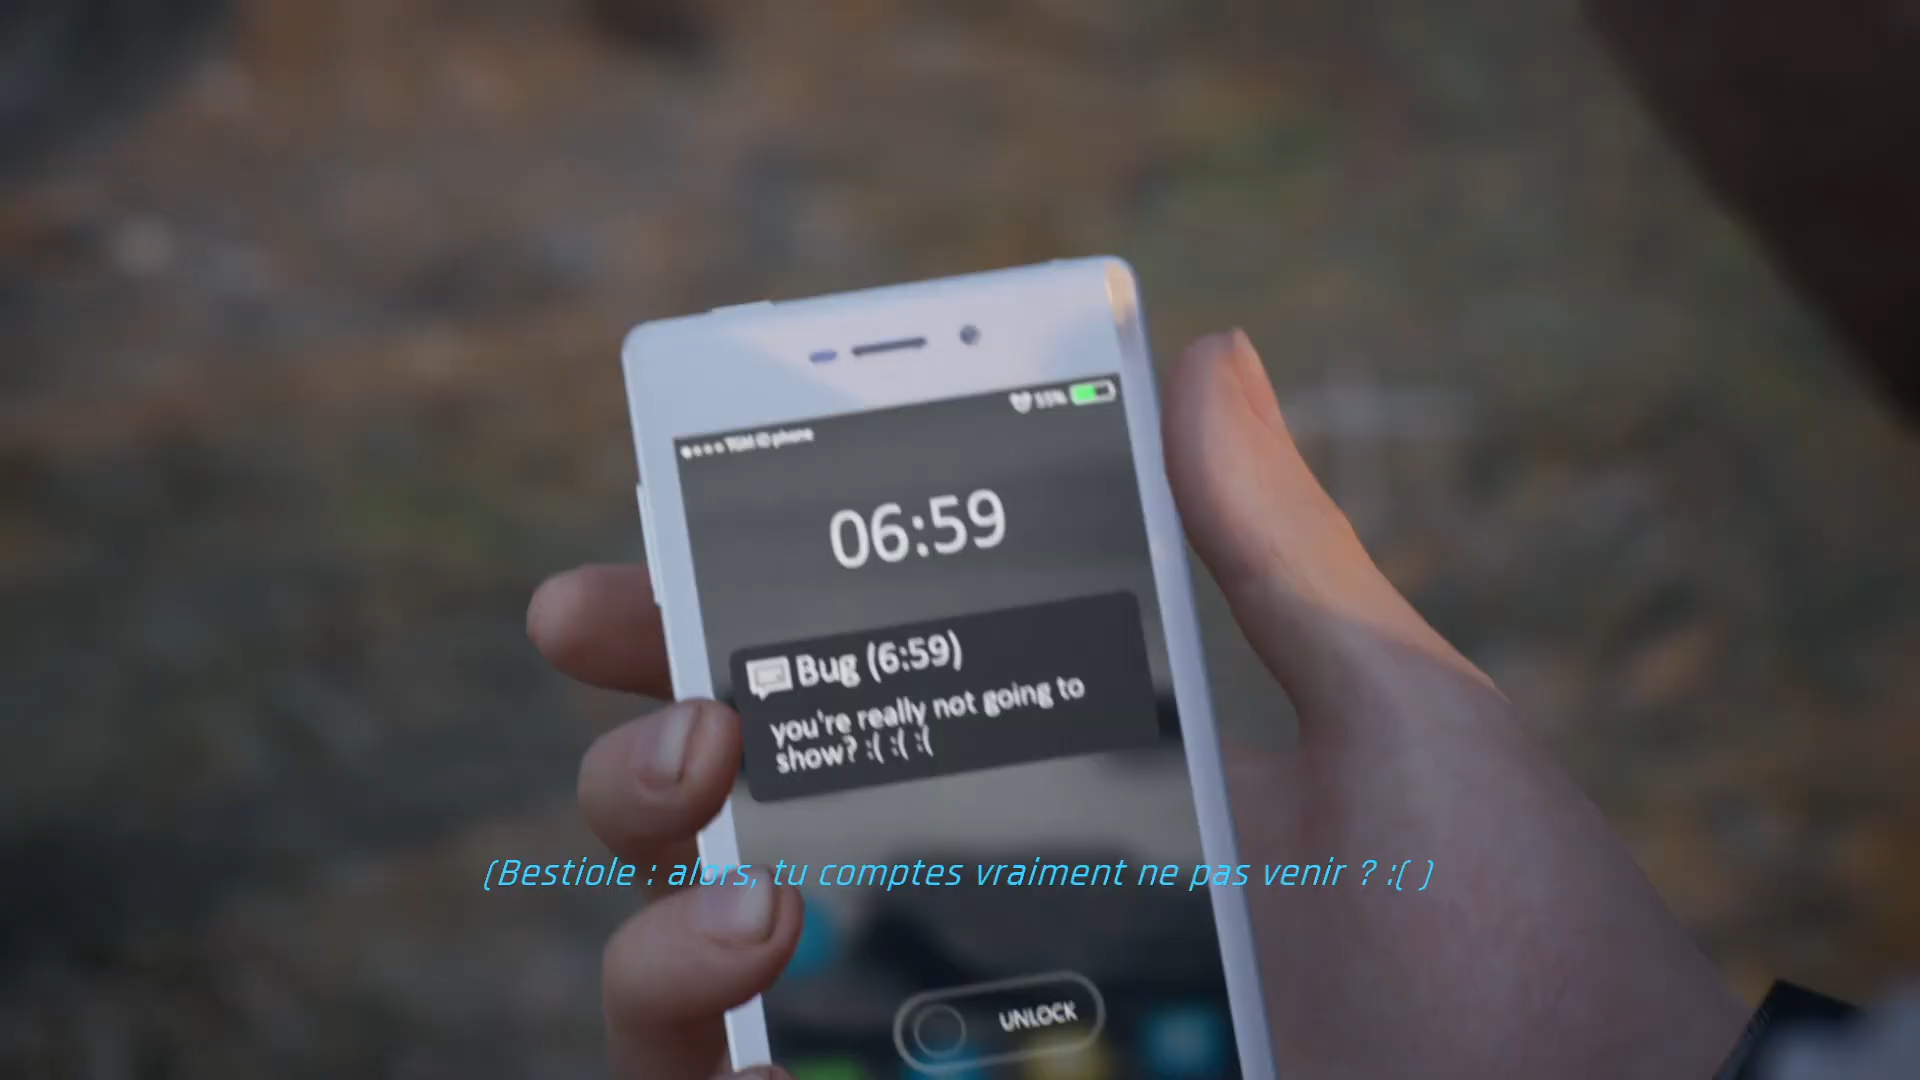 06:59
Bug (6:59)
you're really not going to
show? :( :( :(
(Bestiole : alors, tu comptes vraiment ne pas venir ? :( )
UNLOCK